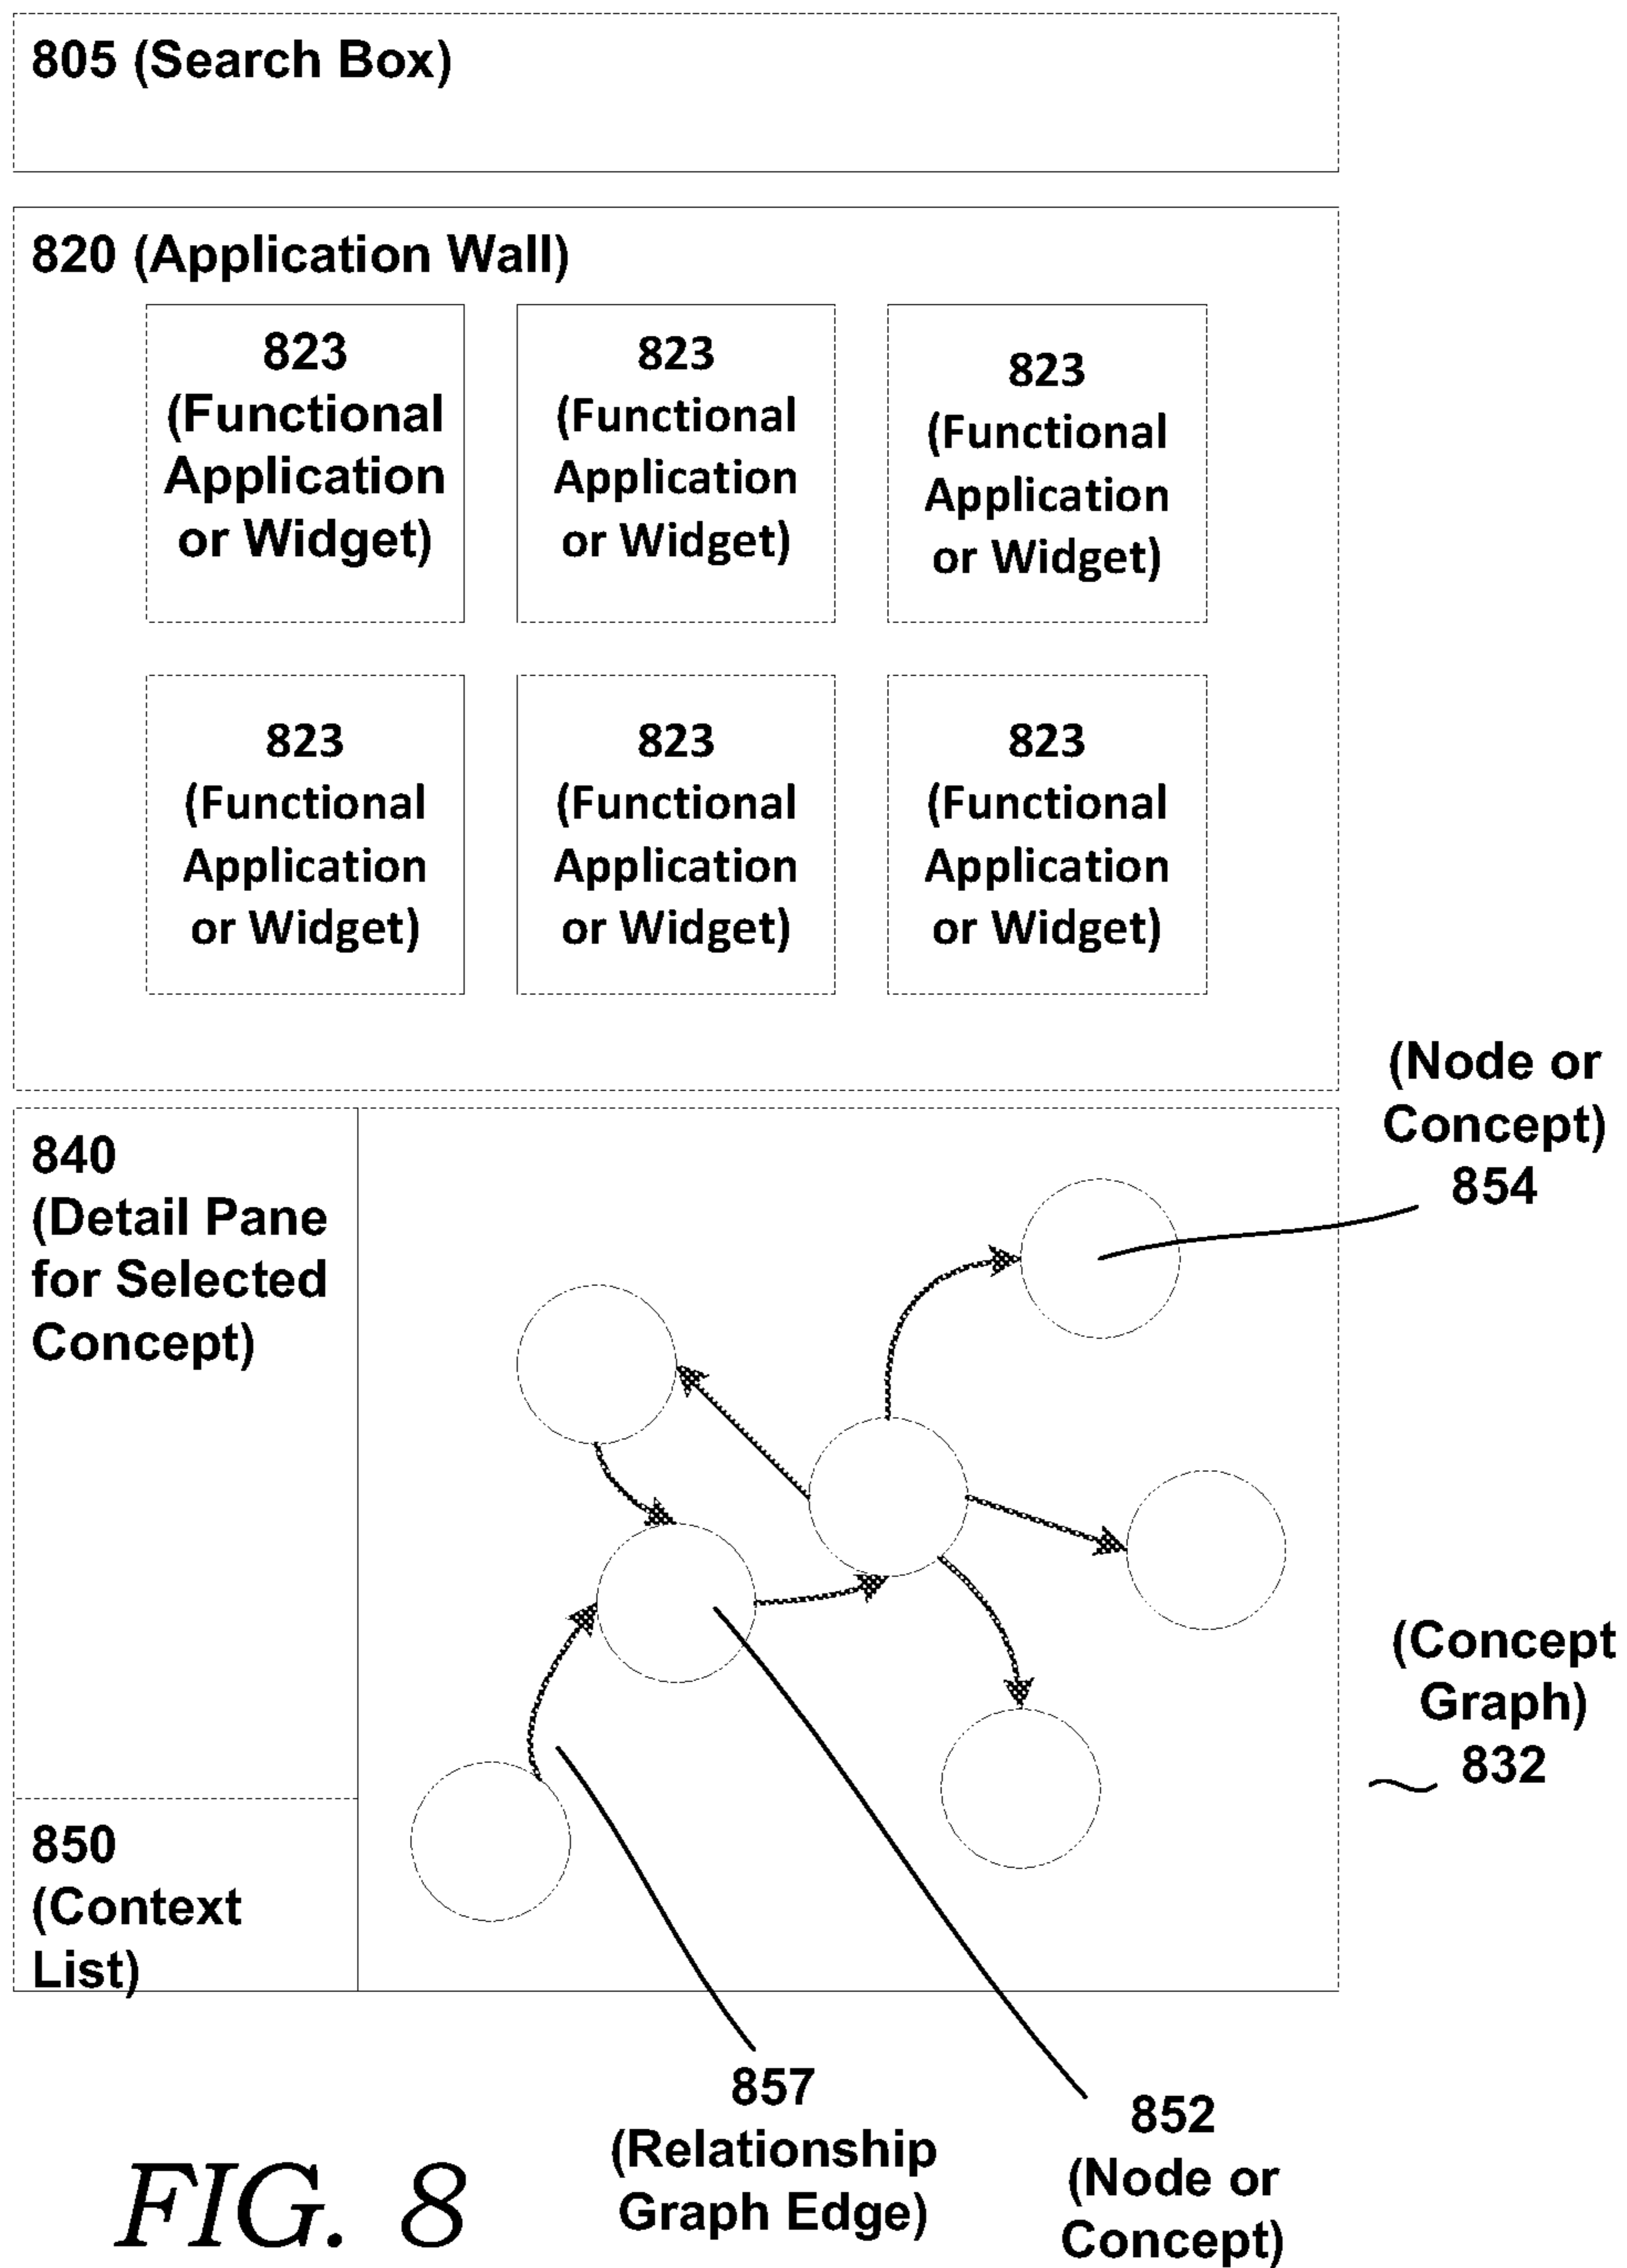 805 (Search Box)
820 (Application Wall)
823
(Functional
Application
or Widget)
823
(Functional
Application
or Widget)
823
(Functional
Application
or Widget)
823
(Functional
Application
or Widget)
823
(Functional
Application
or Widget)
823
(Functional
Application
or Widget)
(Node or
Concept)
854
840
(Detail Pane
for Selected
Concept)
(Concept
Graph)
832
850
(Context
List)
857
(Relationship
Graph Edge)
852
(Node or
Concept)
FIG. 8